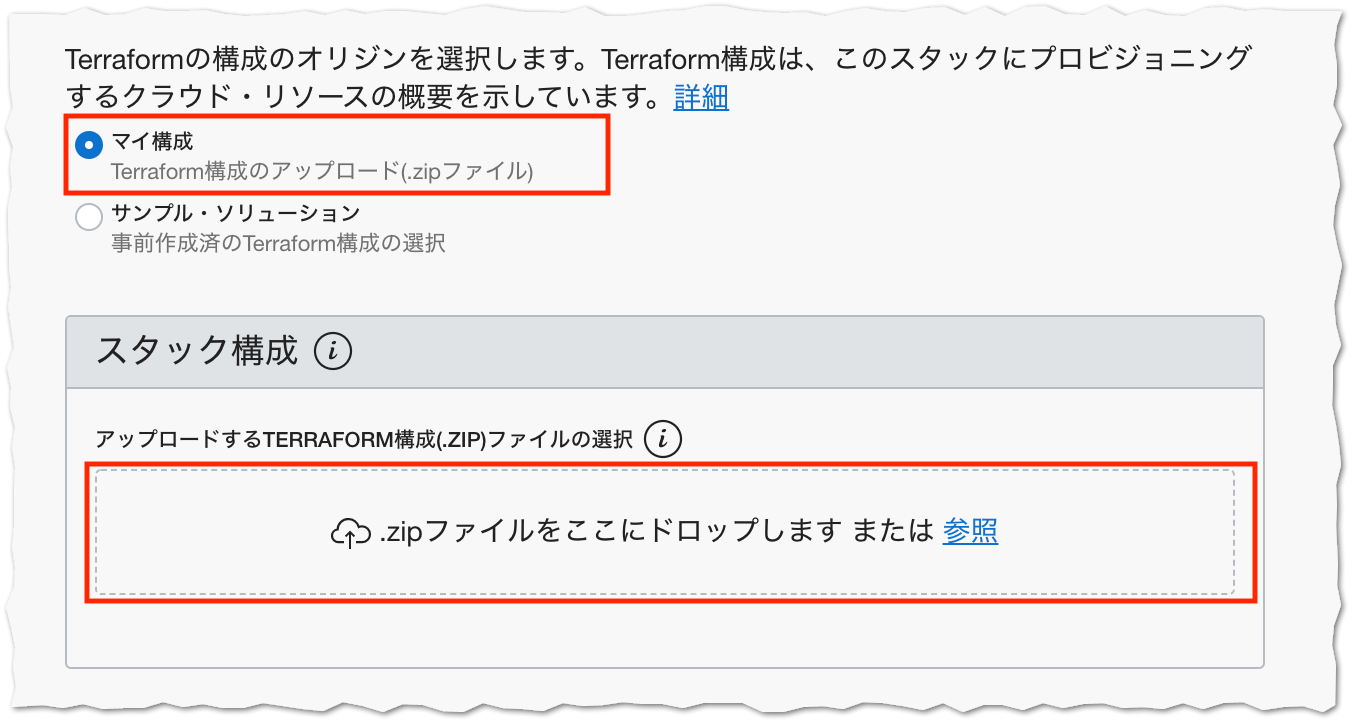 Terraformの構成のオリジンを選択します。Terraform構成は、このスタックにプロビジョニング
するクラウド・リソースの概要を示しています。詳細
マイ構成
Terraform構成のアップロード(.zipファイル)
サンプル・ソリューション
事前作成済のTerraform構成の選択
スタック構成 i
アップロードするTERRAFORM構成(.ZIP)ファイルの選択 i
.zipファイルをここにドロップします または 参照